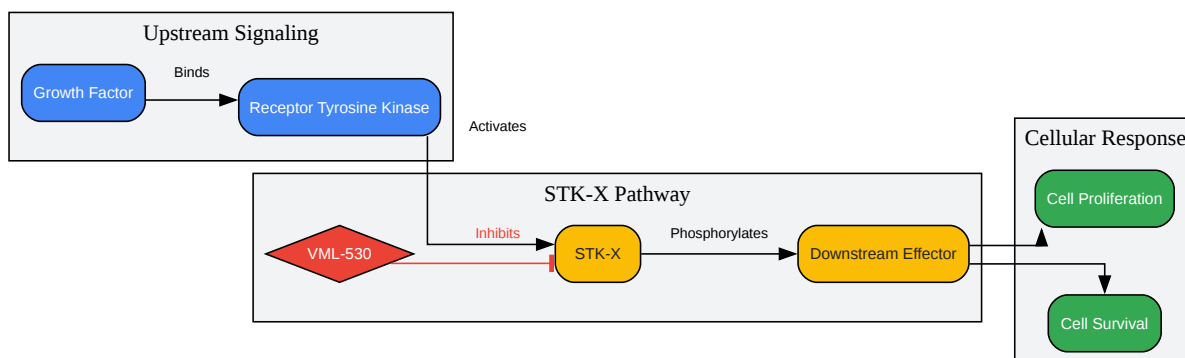 Upstream Signaling
Growth Factor
Binds
Receptor Tyrosine Kinase
Activates
STK-X Pathway
VML-530
Inhibits
STK-X
Phosphorylates
Downstream Effector
Cellular Response
Cell Proliferation
Cell Survival